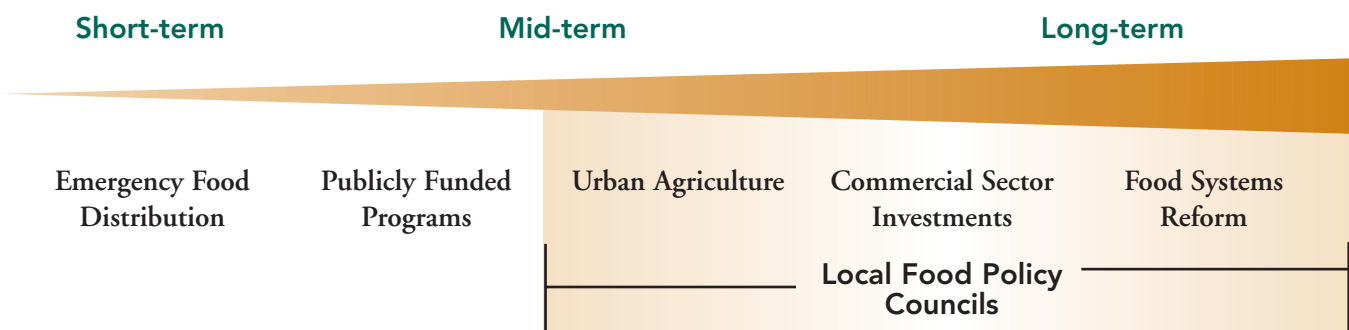 Short-term Mid-term Long-term
Emergency Food Distribution
Publicly Funded Programs
Urban Agriculture
Commercial Sector Investments
Food Systems Reform
Local Food Policy
Councils